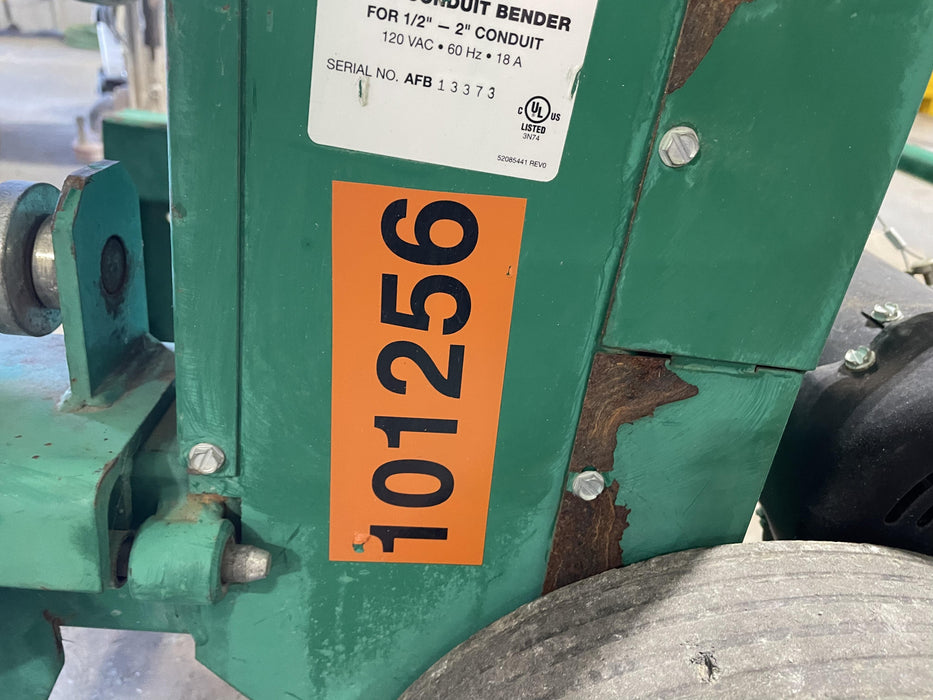 CONDUIT BENDER
FOR 1/2" – 2" CONDUIT
120 VAC • 60 Hz • 18 A
SERIAL NO. AFB 13373
C UL US
LISTED
3N74
52085441 REV0
101256